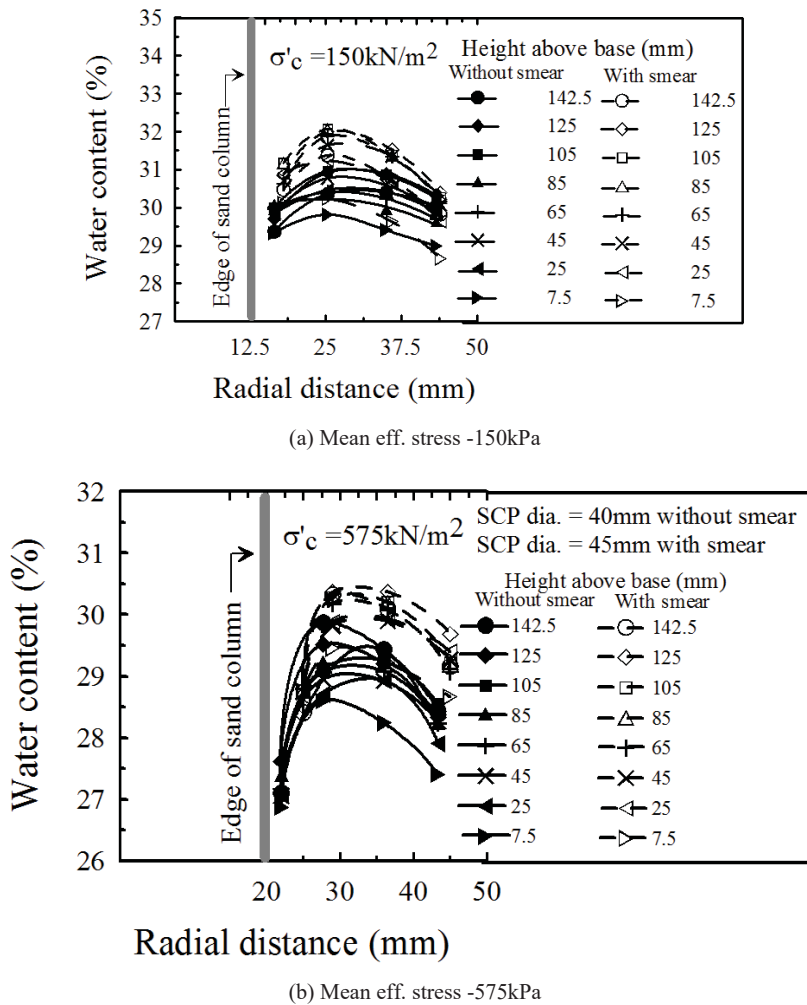 35
34
33
32
31
30
29
28
27
Water content (%)
σ'c =150kN/m2
Edge of sand column
Height above base (mm)
Without smear With smear
142.5 142.5
125 125
105 105
85 85
65 65
45 45
25 25
7.5 7.5
12.5 25 37.5 50
Radial distance (mm)
(a) Mean eff. stress -150kPa
32
31
30
29
28
27
26
Water content (%)
σ'c =575kN/m2
Edge of sand column
SCP dia. = 40mm without smear
SCP dia. = 45mm with smear
Height above base (mm)
Without smear With smear
142.5 142.5
125 125
105 105
85 85
65 65
45 45
25 25
7.5 7.5
20 30 40 50
Radial distance (mm)
(b) Mean eff. stress -575kPa